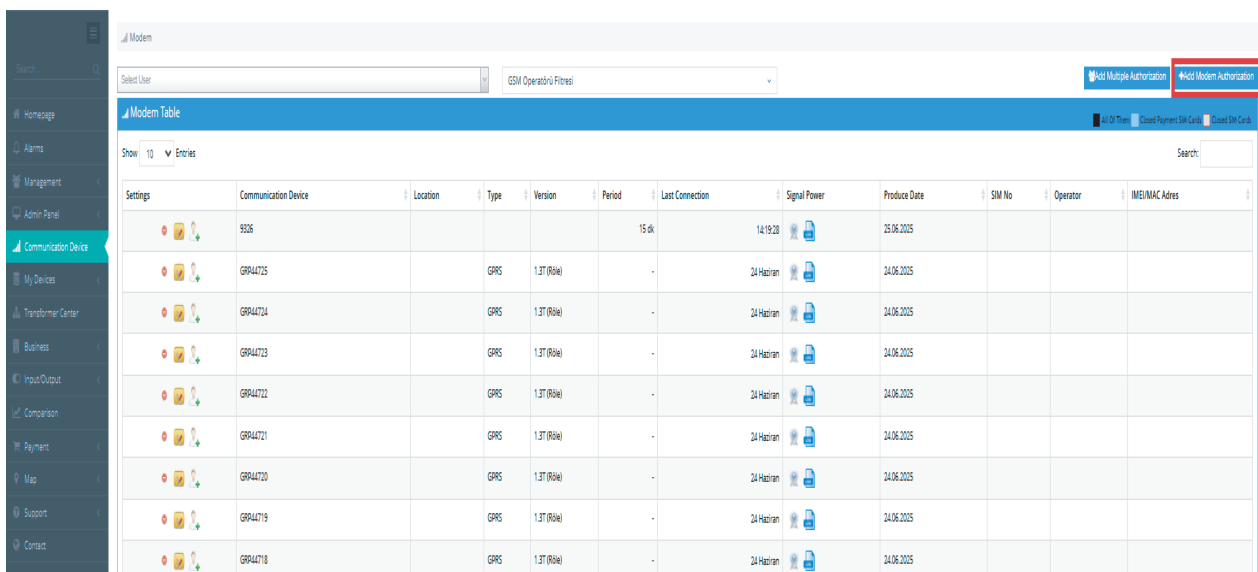 Modem
Search...
Select User
GSM Operatörü Filtresi
Add Multiple Authorization
Add Modem Authorization
Homepage
Alarms
Management
Admin Panel
Communication Device
My Devices
Transformer Center
Business
Input/Output
Comparison
Payment
Map
Support
Contact
Modem Table
All Of Them Closed Payment SIM Cards Closed SIM Cards
Show 10 Entries
Search:
Settings Communication Device Location Type Version Period Last Connection Signal Power Produce Date SIM No Operator IMEI/MAC Adres
9326 15 dk 14:19:28 25.06.2025
GRP44725 GPRS 1.3T (Röle) - 24 Haziran 24.06.2025
GRP44724 GPRS 1.3T (Röle) - 24 Haziran 24.06.2025
GRP44723 GPRS 1.3T (Röle) - 24 Haziran 24.06.2025
GRP44722 GPRS 1.3T (Röle) - 24 Haziran 24.06.2025
GRP44721 GPRS 1.3T (Röle) - 24 Haziran 24.06.2025
GRP44720 GPRS 1.3T (Röle) - 24 Haziran 24.06.2025
GRP44719 GPRS 1.3T (Röle) - 24 Haziran 24.06.2025
GRP44718 GPRS 1.3T (Röle) - 24 Haziran 24.06.2025